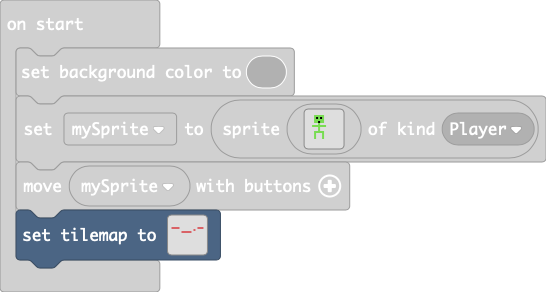 on start
set background color to
set mySprite to sprite of kind Player
move mySprite with buttons
set tilemap to